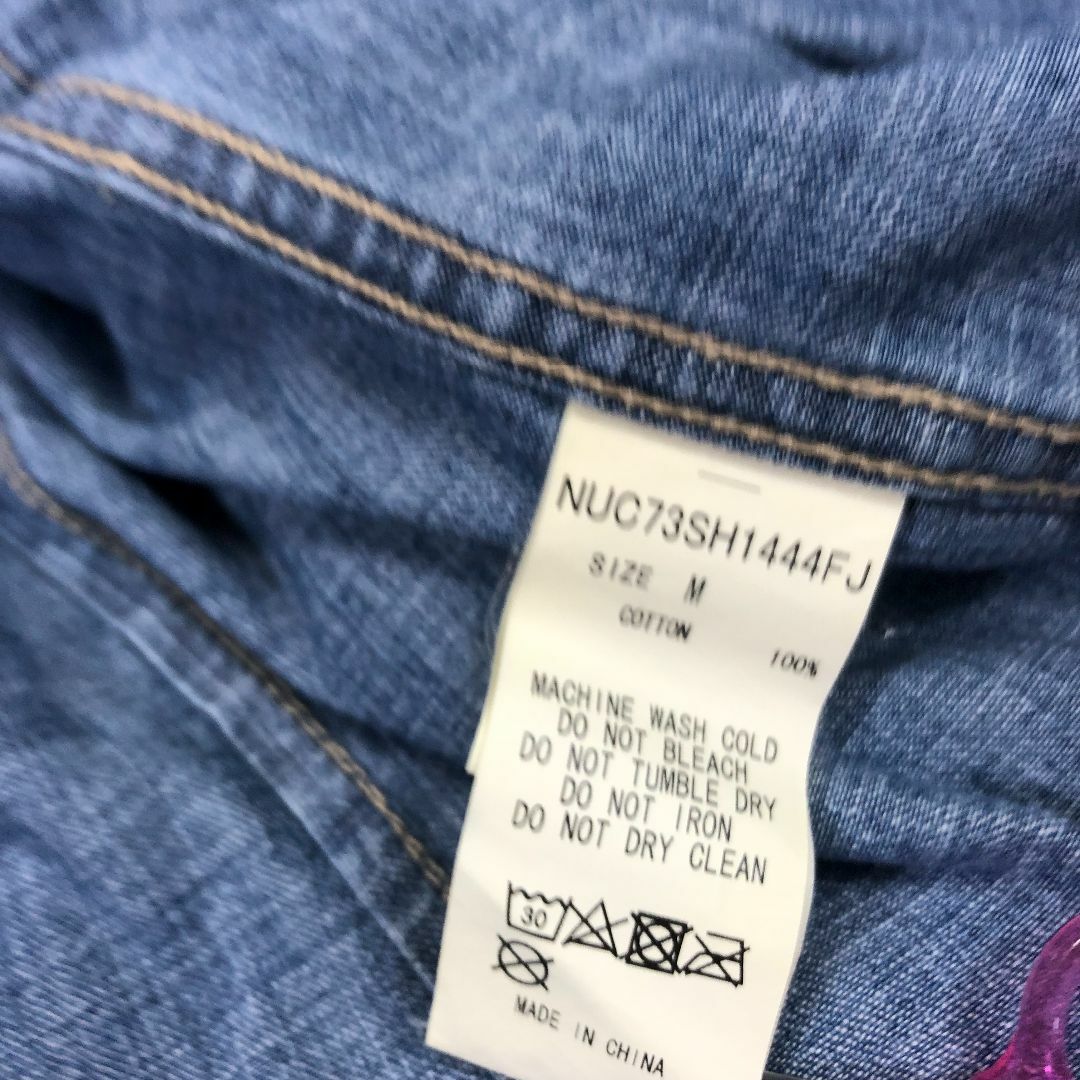 NUC73SH1444FJ
SIZE M
COTTON 100%
MACHINE WASH COLD
DO NOT BLEACH
DO NOT TUMBLE DRY
DO NOT IRON
DO NOT DRY CLEAN
30
MADE IN CHINA